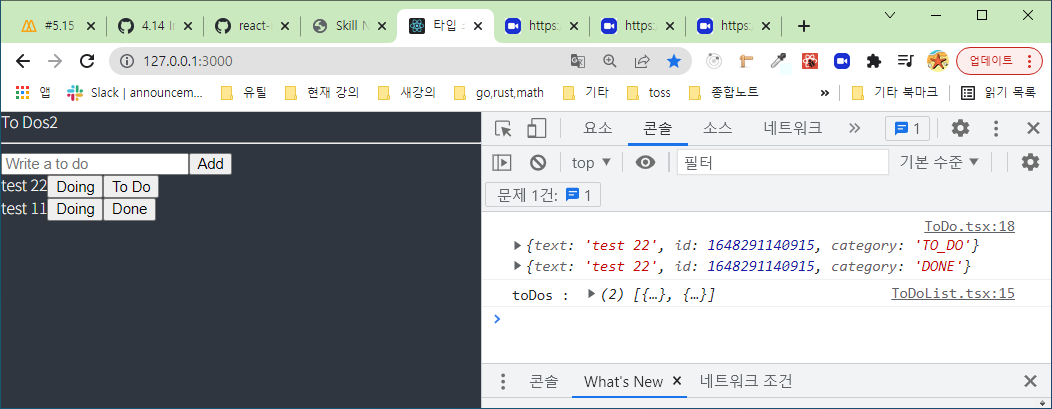 #5.15
4.14 I
react-
Skill N
타입
https:
https:
https:
127.0.0.1:3000
업데이트
앱
Slack | announcem...
유틸
현재 강의
새강의
go,rust,math
기타
toss
종합노트
»
기타 북마크
읽기 목록
To Dos2
Write a to do
Add
test 22 Doing To Do
test 11 Doing Done
요소
콘솔
소스
네트워크
»
1
top
필터
기본 수준
문제 1건: 1
ToDo.tsx:18
{text: 'test 22', id: 1648291140915, category: 'TO_DO'}
{text: 'test 22', id: 1648291140915, category: 'DONE'}
toDos : (2) [{…}, {…}] ToDoList.tsx:15
콘솔
What's New
네트워크 조건